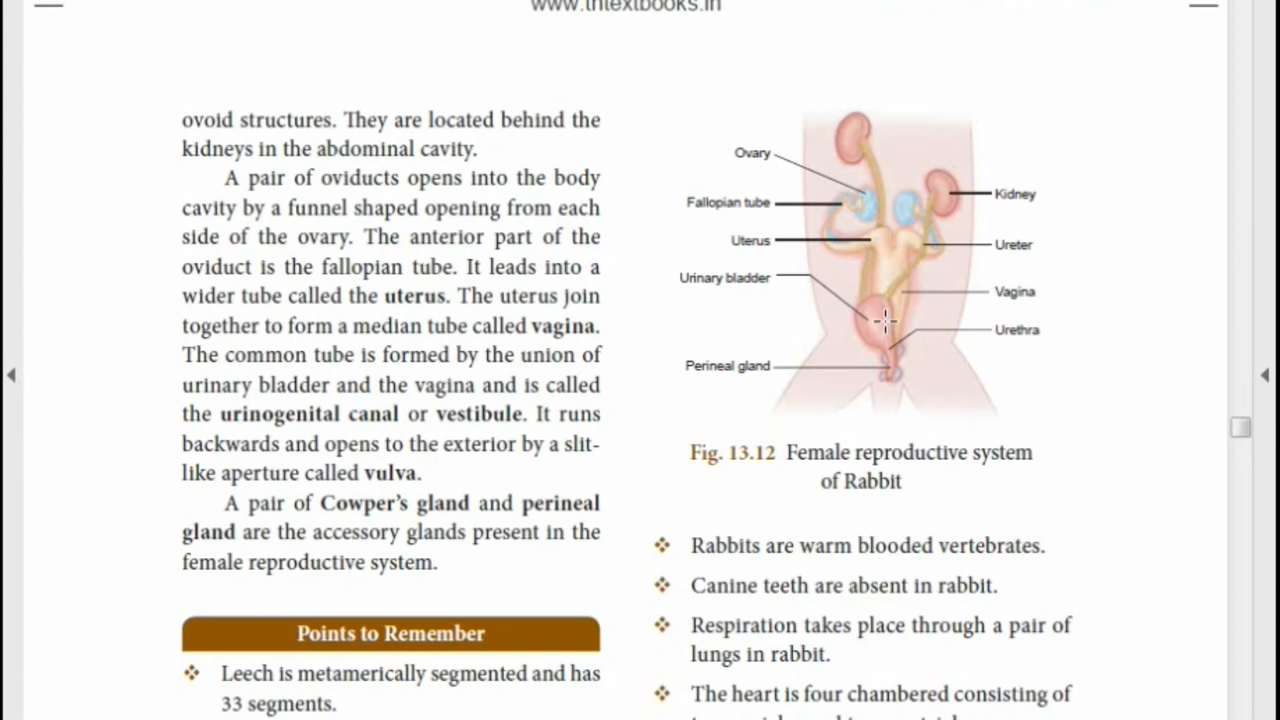 www.tntextbooks.in
ovoid structures. They are located behind the
kidneys in the abdominal cavity.
A pair of oviducts opens into the body
cavity by a funnel shaped opening from each
side of the ovary. The anterior part of the
oviduct is the fallopian tube. It leads into a
wider tube called the uterus. The uterus join
together to form a median tube called vagina.
The common tube is formed by the union of
urinary bladder and the vagina and is called
the urinogenital canal or vestibule. It runs
backwards and opens to the exterior by a slit-
like aperture called vulva.
A pair of Cowper's gland and perineal
gland are the accessory glands present in the
female reproductive system.
Points to Remember
Leech is metamerically segmented and has
33 segments.
Ovary
Fallopian tube
Uterus
Urinary bladder
Perineal gland
Kidney
Ureter
Vagina
Urethra
Fig. 13.12 Female reproductive system
of Rabbit
Rabbits are warm blooded vertebrates.
Canine teeth are absent in rabbit.
Respiration takes place through a pair of
lungs in rabbit.
The heart is four chambered consisting of